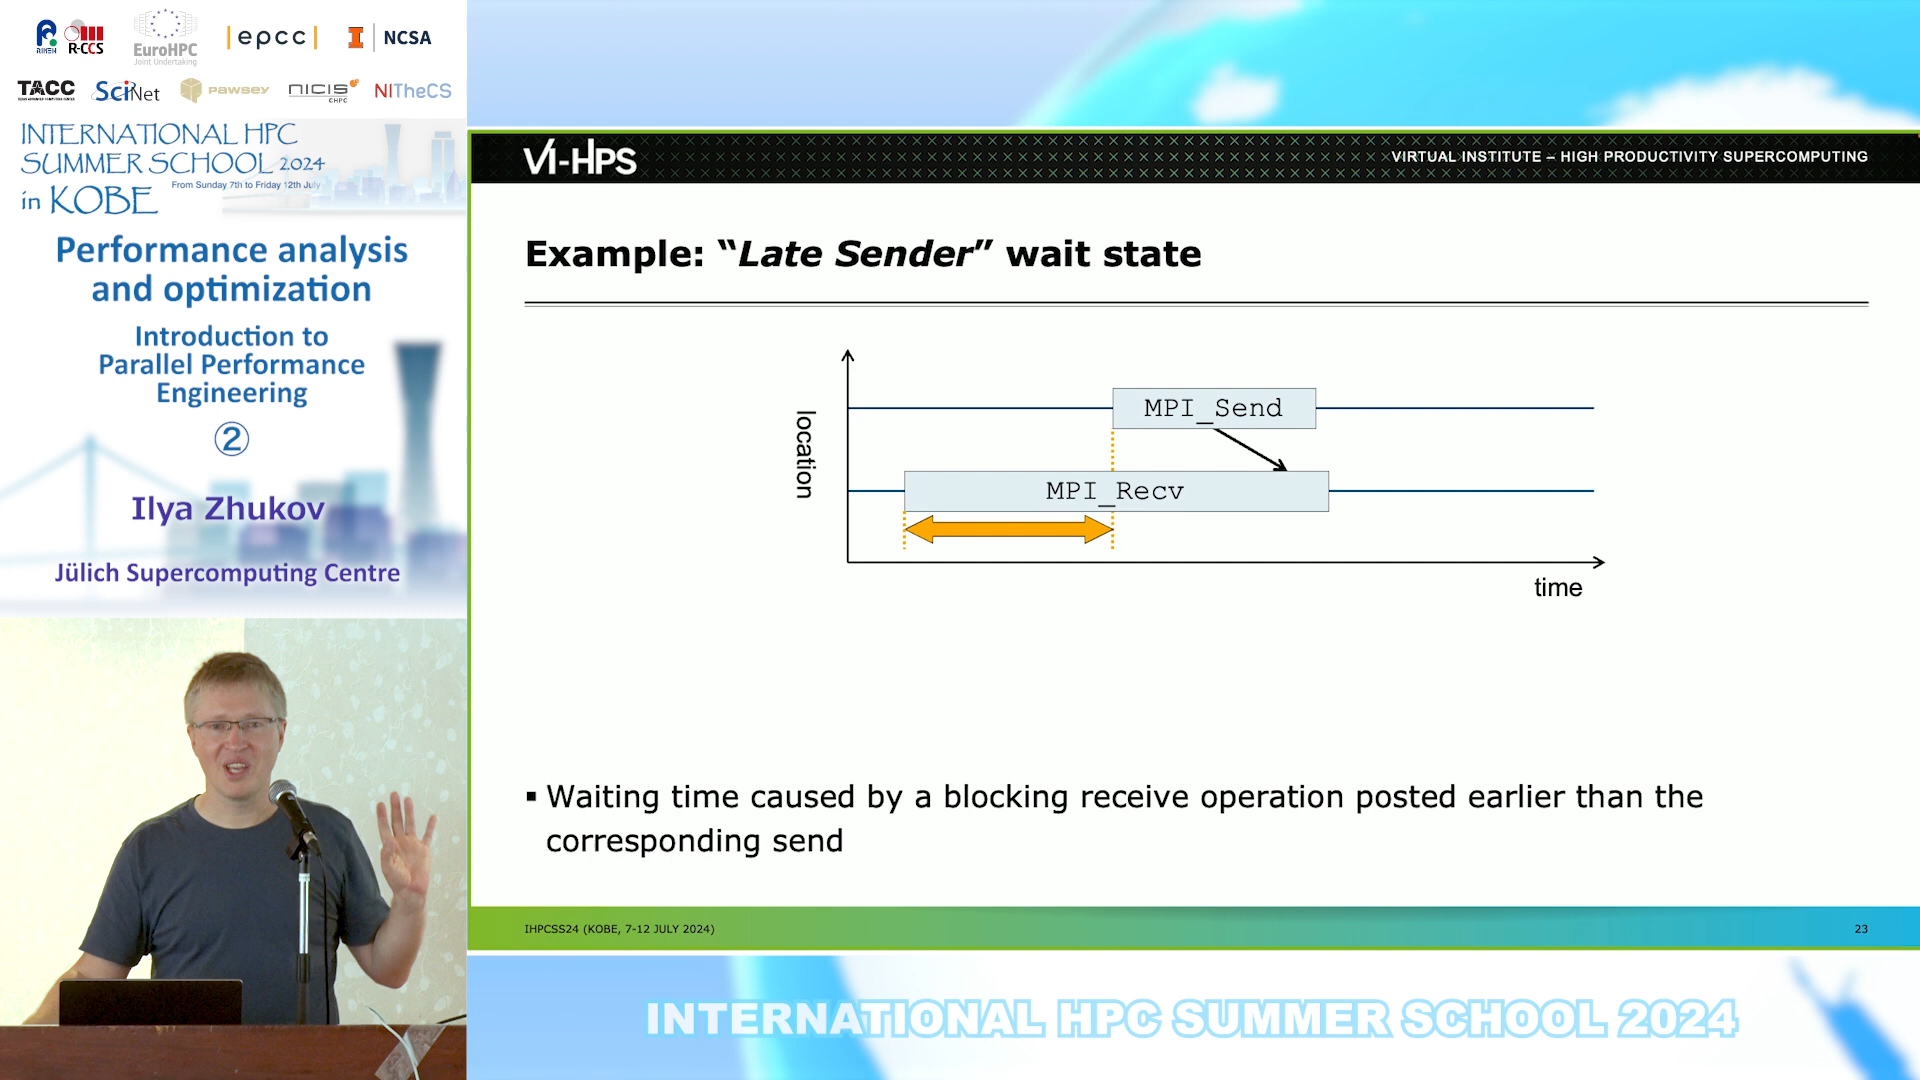 RIKEN
R-CCS
EuroHPC
Joint Undertaking
epcc
I
NCSA
TACC
SciNet
PAWSEY
NICIS
CHPC
NITheCS
INTERNATIONAL HPC
SUMMER SCHOOL 2024
From Sunday 7th to Friday 12th July
in KOBE
Performance analysis
and optimization
Introduction to
Parallel Performance
Engineering
②
Ilya Zhukov
Jülich Supercomputing Centre
VI-HPS
VIRTUAL INSTITUTE – HIGH PRODUCTIVITY SUPERCOMPUTING
Example: “Late Sender” wait state
location
MPI_Send
MPI_Recv
time
▪ Waiting time caused by a blocking receive operation posted earlier than the
corresponding send
IHPCSS24 (KOBE, 7-12 JULY 2024)
23
INTERNATIONAL HPC SUMMER SCHOOL 2024